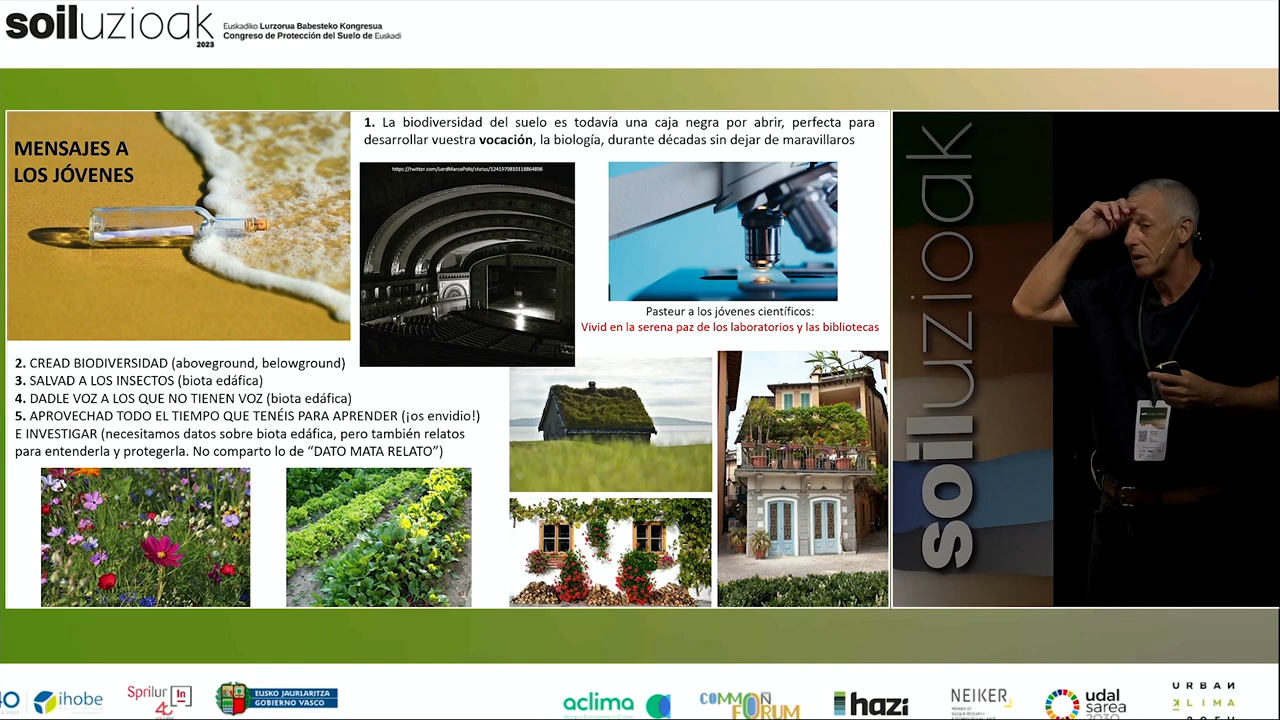 soiluzioak
2023
Euskadiko Lurzorua Babesteko Kongresua
Congreso de Protección del Suelo de Euskadi
MENSAJES A
LOS JÓVENES
1. La biodiversidad del suelo es todavía una caja negra por abrir, perfecta para
desarrollar vuestra vocación, la biología, durante décadas sin dejar de maravillaros
Pasteur a los jóvenes científicos:
Vivid en la serena paz de los laboratorios y las bibliotecas
2. CREAD BIODIVERSIDAD (aboveground, belowground)
3. SALVAD A LOS INSECTOS (biota edáfica)
4. DADLE VOZ A LOS QUE NO TIENEN VOZ (biota edáfica)
5. APROVECHAD TODO EL TIEMPO QUE TENÉIS PARA APRENDER (¡os envidio!)
E INVESTIGAR (necesitamos datos sobre biota edáfica, pero también relatos
para entenderla y protegerla. No comparto lo de “DATO MATA RELATO”)
soiluzioak
ihobe
Sprilur
In
EUSKO JAURLARITZA
GOBIERNO VASCO
aclima
COMMON
FORUM
hazi
NEIKER
udal
sarea
2030
URBAN
KLIMA